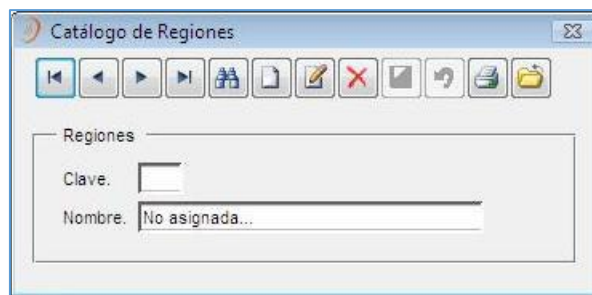 Catálogo de Regiones
Regiones
Clave.
Nombre. No asignada...